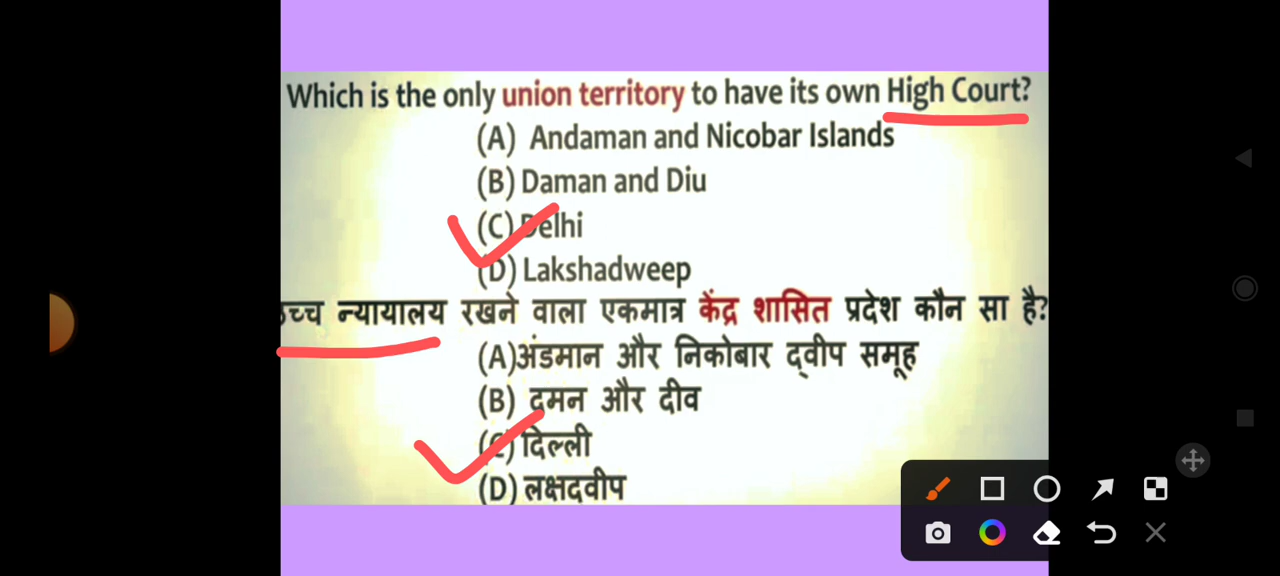 Which is the only union territory to have its own High Court?
(A) Andaman and Nicobar Islands
(B) Daman and Diu
(C) Delhi
(D) Lakshadweep
न्यायालय रखने वाला एकमात्र केंद्र शासित प्रदेश कौन सा है?
(A)अंडमान और निकोबार द्वीप समूह
(B) दमन और दीव
(C) दिल्ली
(D) लक्षदवीप